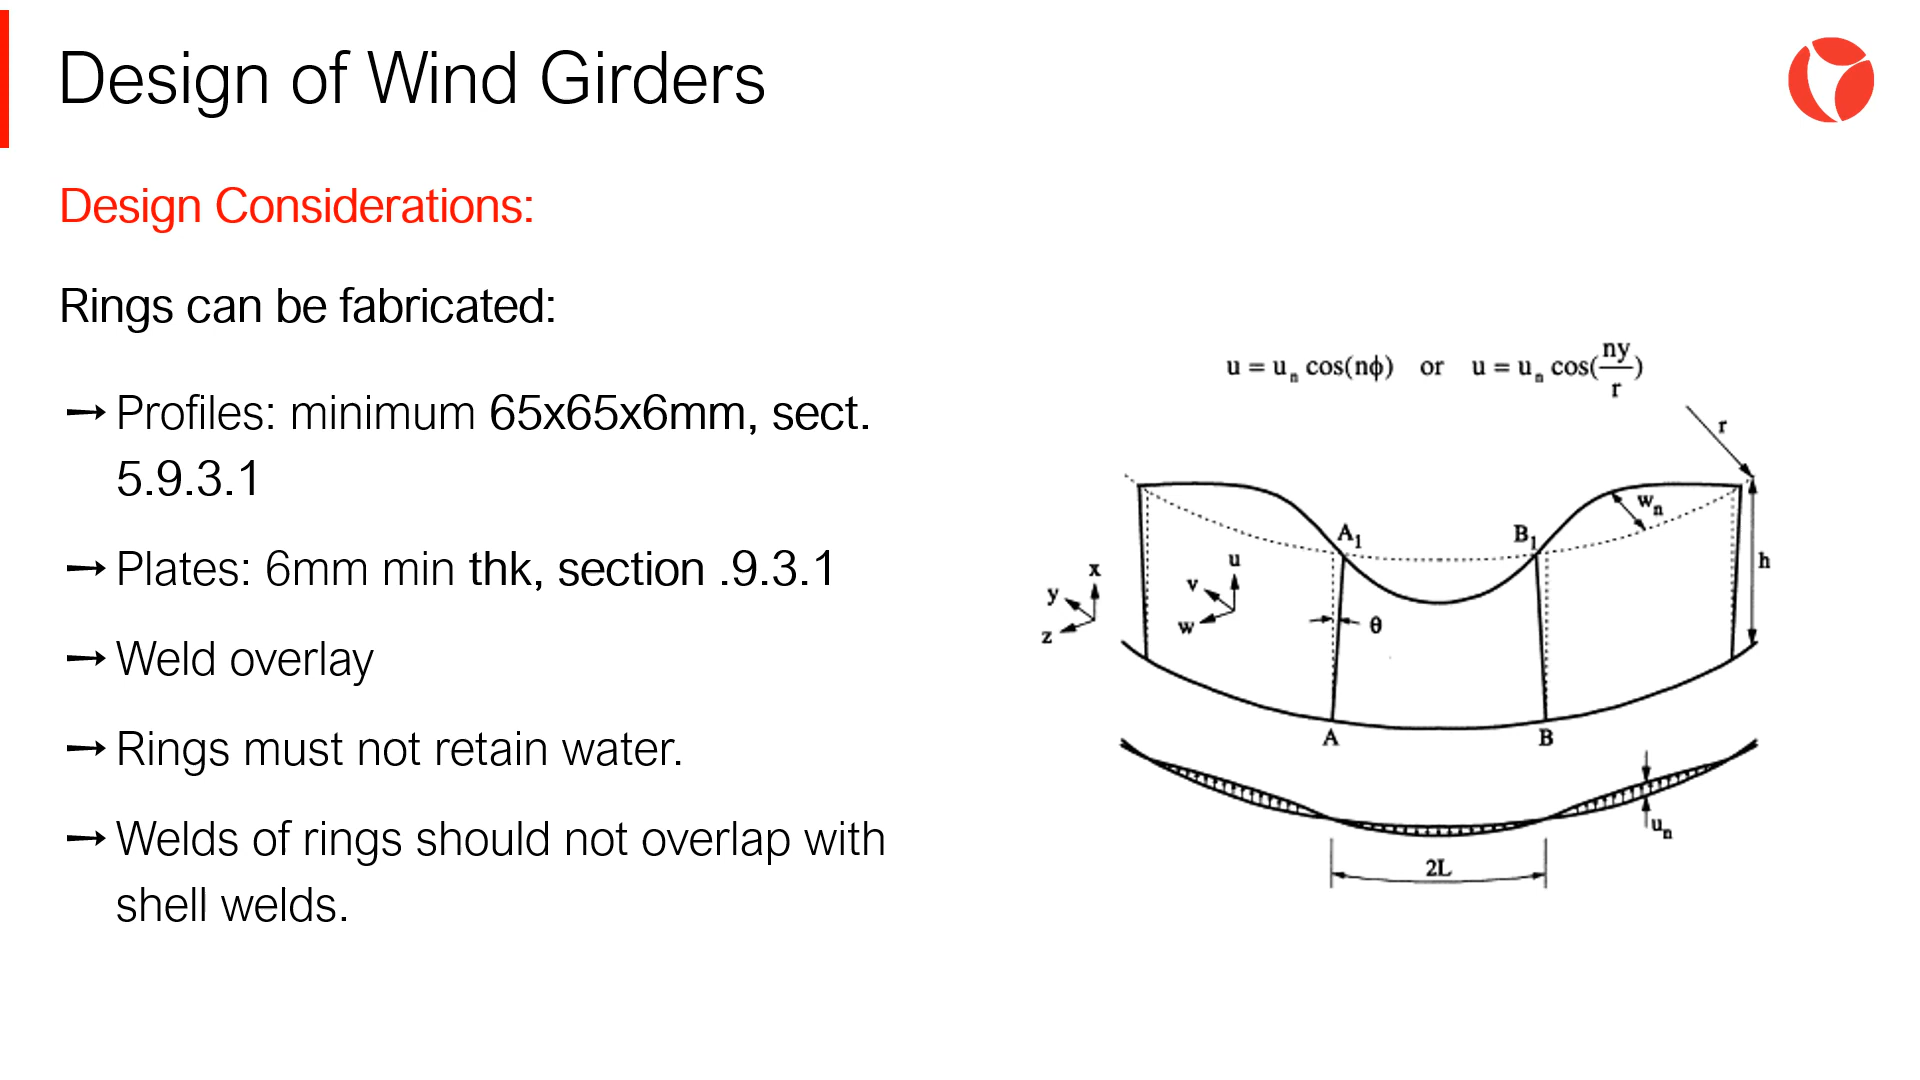 Design of Wind Girders
Design Considerations:
Rings can be fabricated:
→ Profiles: minimum 65x65x6mm, sect.
5.9.3.1
→ Plates: 6mm min thk, section .9.3.1
→ Weld overlay
→ Rings must not retain water.
→ Welds of rings should not overlap with
shell welds.
u = uₙ cos(nϕ) or u = uₙ cos(ny/r)
r
wₙ
A₁ B₁
h
x
y
z
u
v
w
θ
A B
uₙ
2L